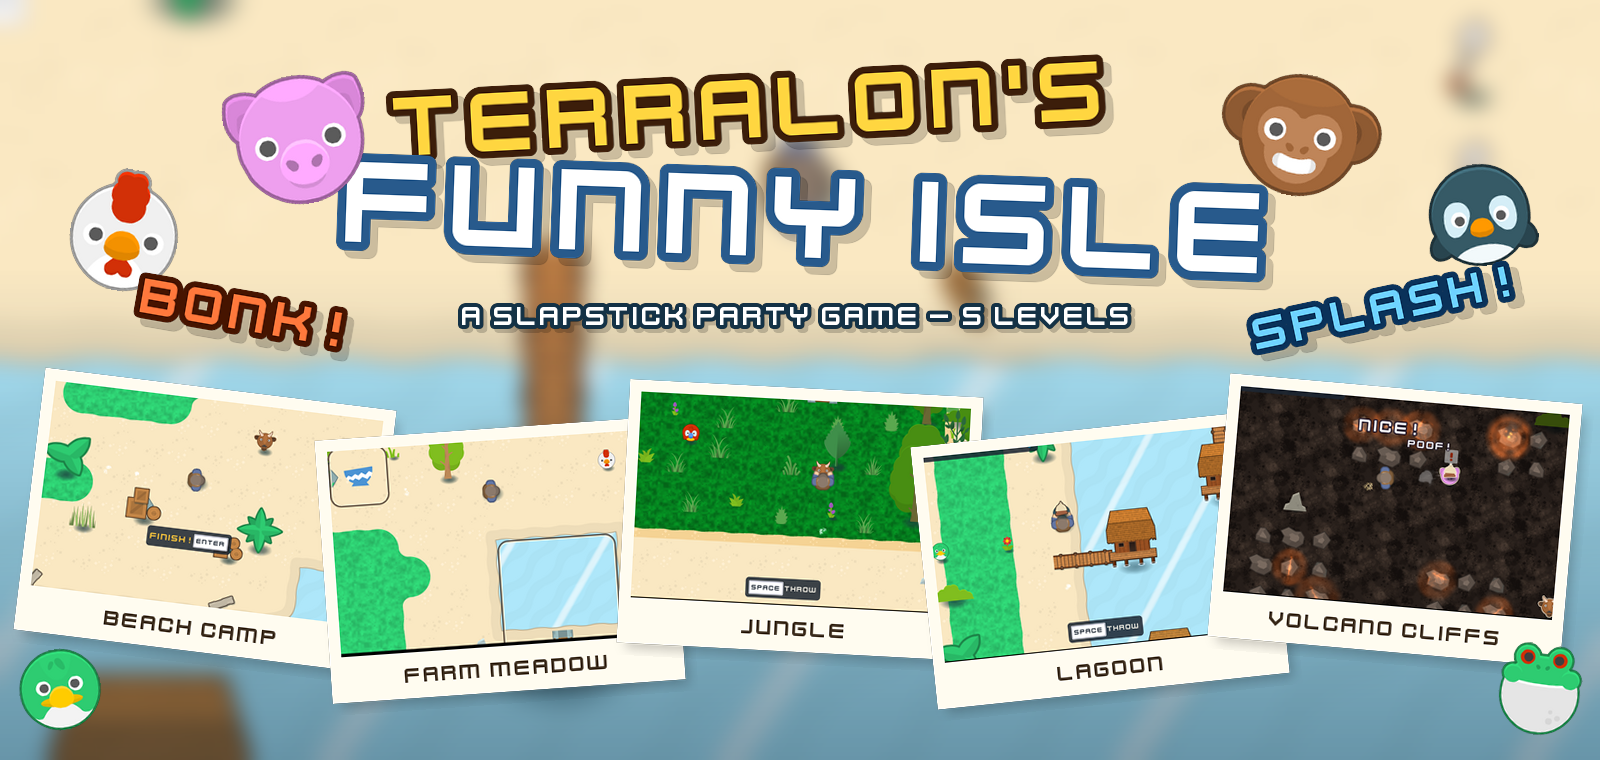 TERRALON'S
FUNNY ISLE
BONK!
SPLASH!
A SLAPSTICK PARTY GAME – 5 LEVELS
FINISH! ENTER
BEACH CAMP
FARM MEADOW
SPACE THROW
JUNGLE
SPACE THROW
LAGOON
NICE!
POOF!
!
VOLCANO CLIFFS